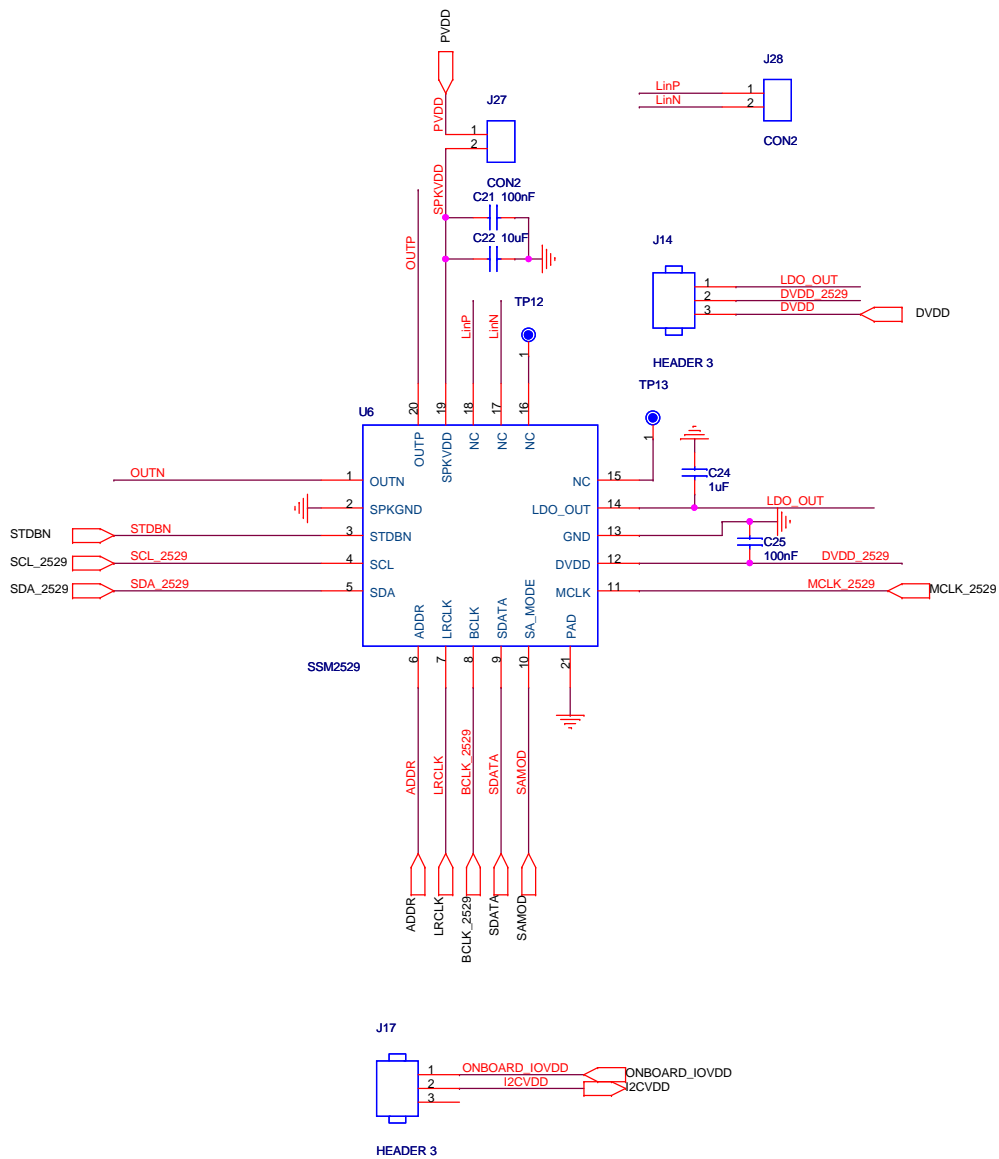 PVDD
J28
LinP 1
LinN 2
CON2
J27
PVDD
1
2
CON2
SPKVDD
C21 100nF
C22 10uF
OUTP
J14
1 LDO_OUT
2 DVDD_2529
3 DVDD
DVDD
HEADER 3
TP12
1
LinP
LinN
TP13
1
U6
20 19 18 17 16
OUTP SPKVDD NC NC NC
C24
1uF
OUTN 1 OUTN
NC 15
2 SPKGND
LDO_OUT 14 LDO_OUT
STDBN STDBN 3 STDBN
GND 13
C25
100nF
SCL_2529 SCL_2529 4 SCL
DVDD 12 DVDD_2529
SDA_2529 SDA_2529 5 SDA
MCLK 11 MCLK_2529 MCLK_2529
ADDR LRCLK BCLK SDATA SA_MODE PAD
6 7 8 9 10 21
SSM2529
ADDR LRCLK BCLK_2529 SDATA SAMOD
ADDR LRCLK BCLK_2529 SDATA SAMOD
J17
1 ONBOARD_IOVDD ONBOARD_IOVDD
2 I2CVDD I2CVDD
3
HEADER 3